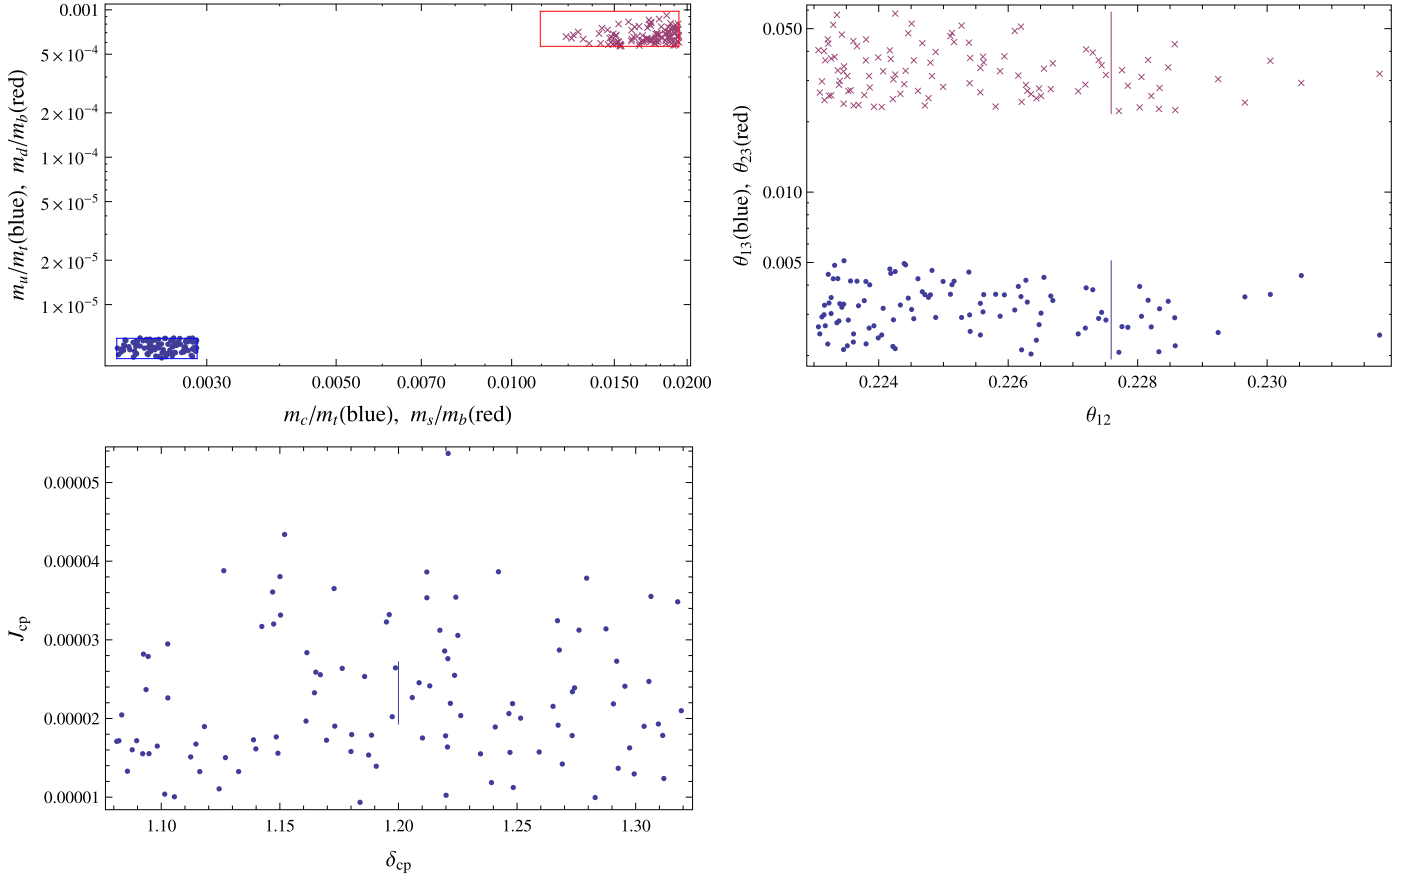 0.001
5×10⁻⁴
2×10⁻⁴
1×10⁻⁴
5×10⁻⁵
2×10⁻⁵
1×10⁻⁵
m_u/m_t(blue), m_d/m_b(red)
0.0030 0.0050 0.0070 0.0100 0.0150 0.0200
m_c/m_t(blue), m_s/m_b(red)
0.050
0.010
0.005
θ₁₃(blue), θ₂₃(red)
0.224 0.226 0.228 0.230
θ₁₂
0.00005
0.00004
0.00003
0.00002
0.00001
J_cp
1.10 1.15 1.20 1.25 1.30
δ_cp